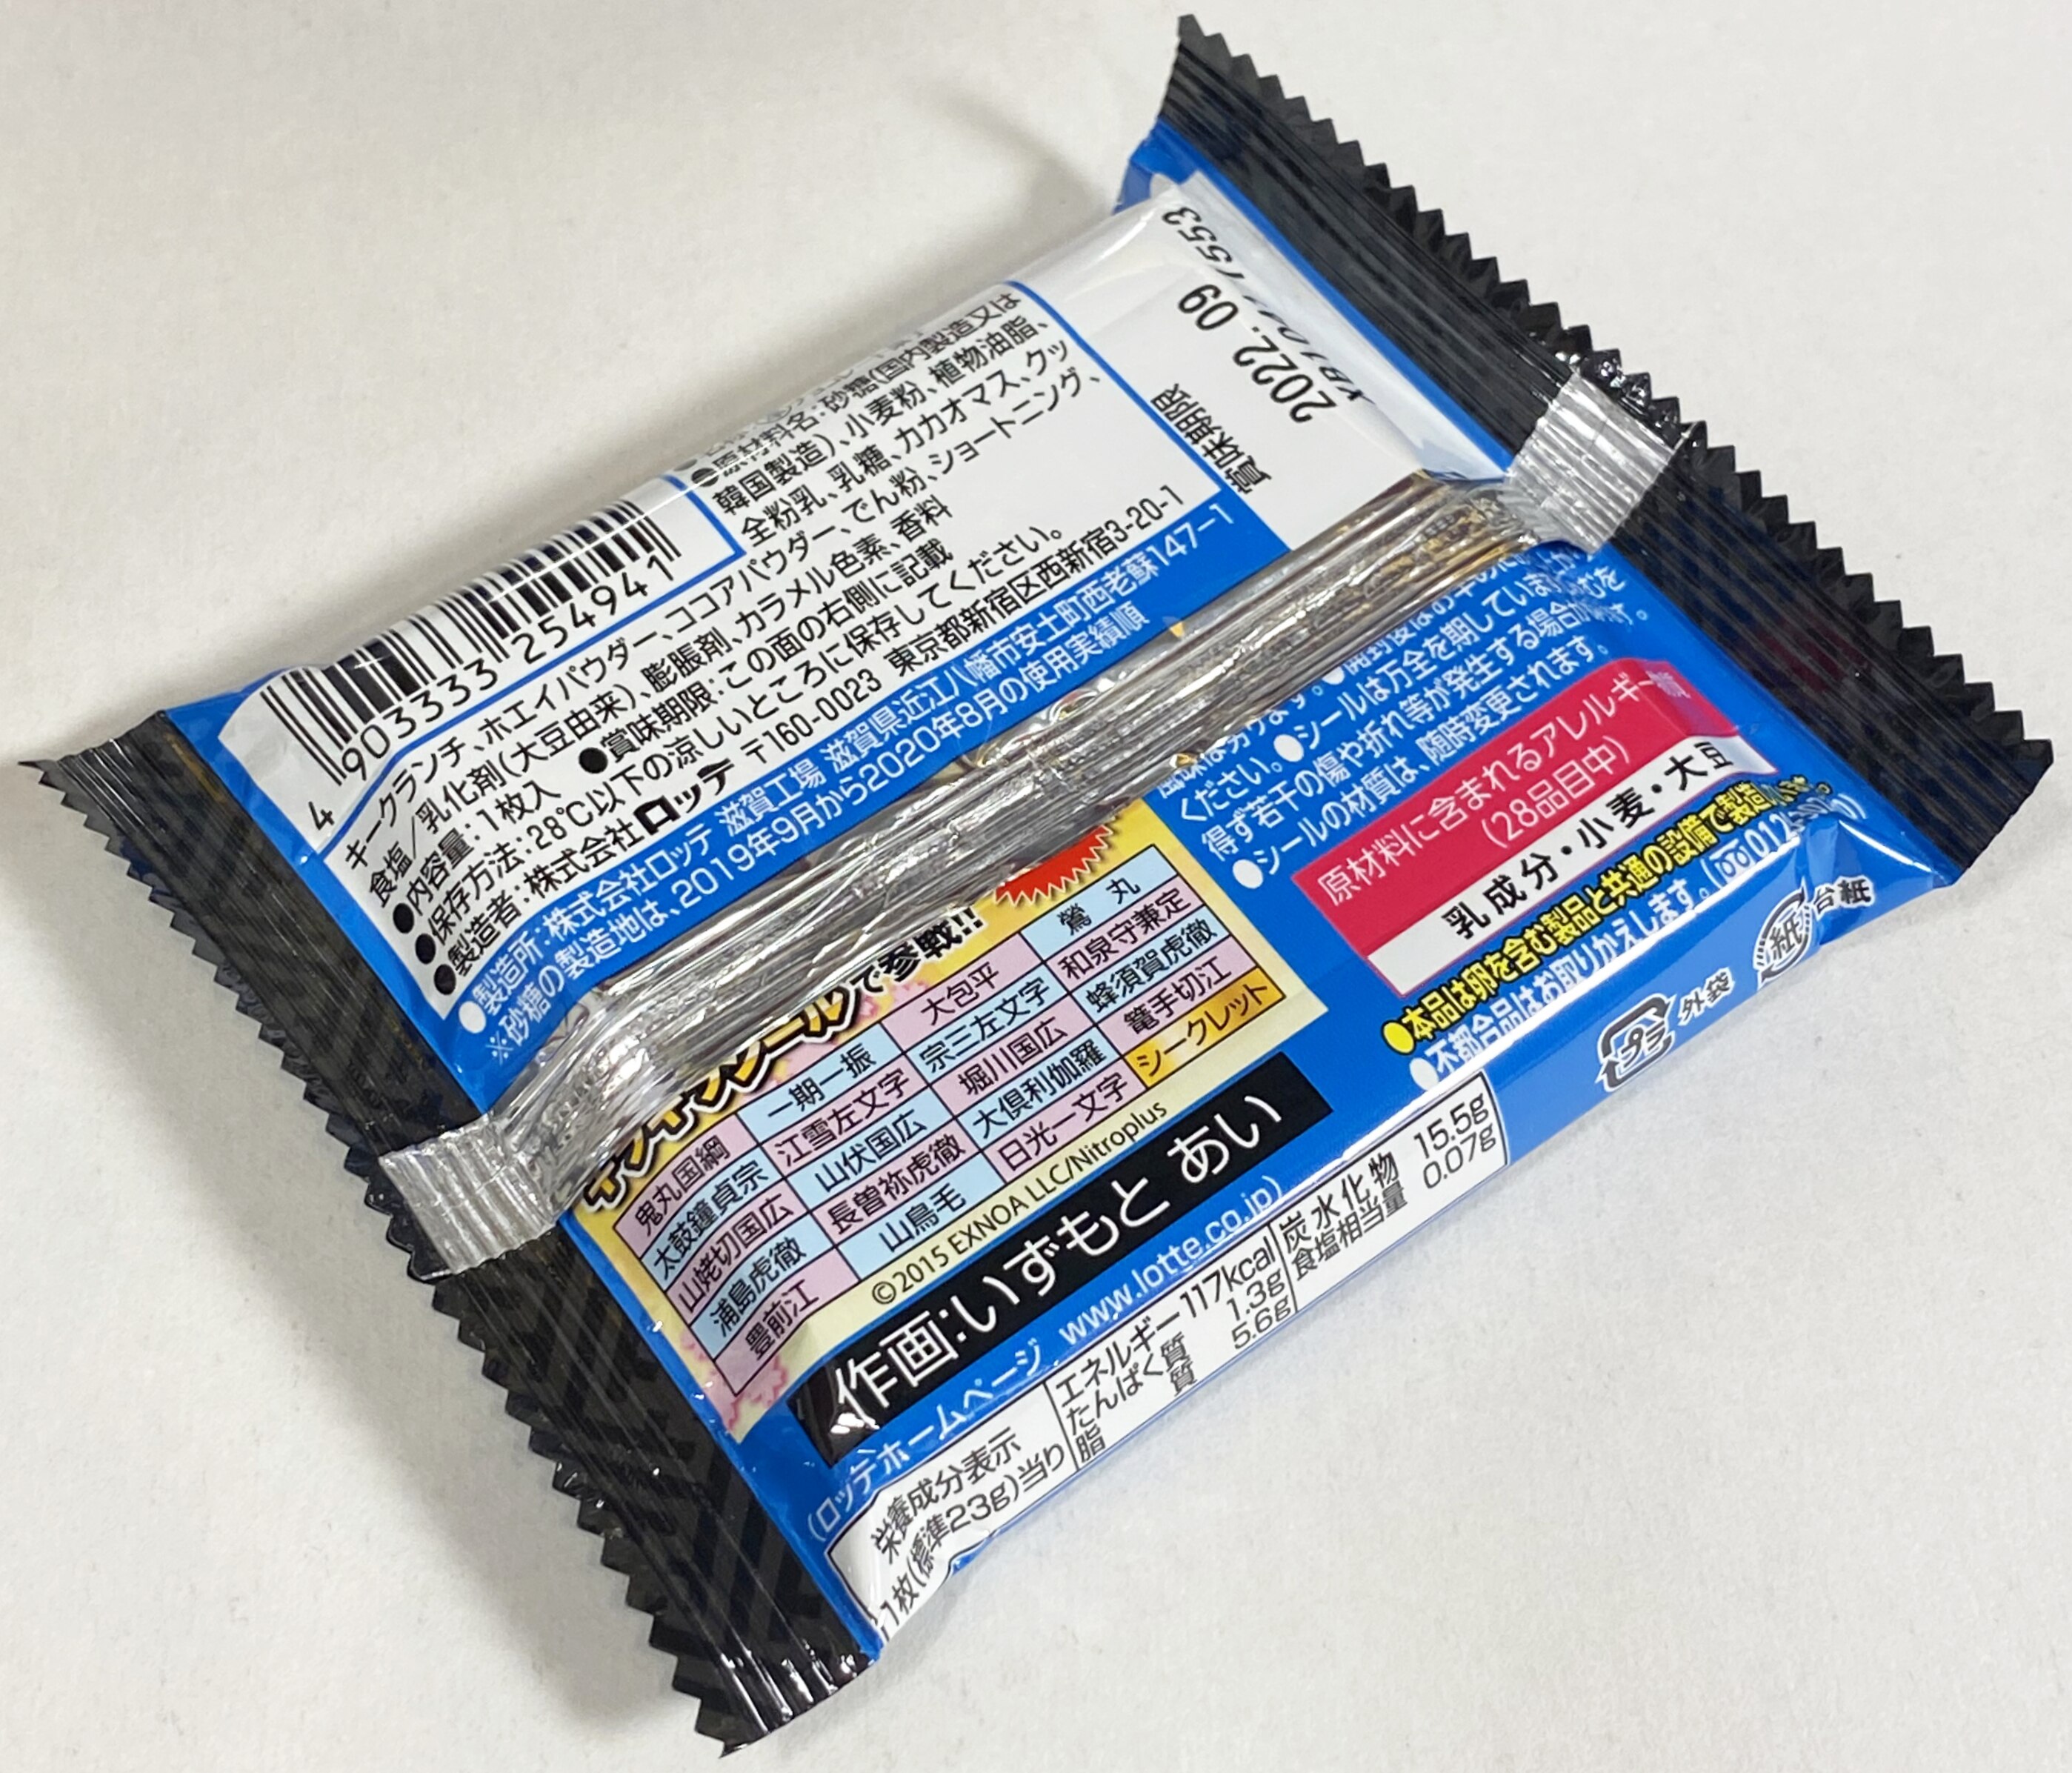 4 903333 254941
●原材料名:砂糖(国内製造又は
韓国製造)、小麦粉、植物油脂、
全粉乳、乳糖、カカオマス、クッ
キークランチ、ホエイパウダー、ココアパウダー、でん粉、ショートニング、
食塩/乳化剤(大豆由来)、膨脹剤、カラメル色素、香料
●内容量:1枚入 ●賞味期限:この面の右側に記載
●保存方法:28℃以下の涼しいところに保存してください。
●製造者:株式会社ロッテ 〒160-0023 東京都新宿区西新宿3-20-1
●製造所:株式会社ロッテ 滋賀工場 滋賀県近江八幡市安土町西老蘇147-1
※砂糖の製造地は、2019年9月から2020年8月の使用実績順
賞味期限
2022.09
ください。●シールは万全を期していますが
得ず若干の傷や折れ等が発生する場合が
●シールの材質は、随時変更されます。
原材料に含まれるアレルギー
(28品目中)
乳成分・小麦・大豆
●本品は卵を含む製品と共通の設備で製造
●不都合品はお取りかえします。
プラ 外袋
紙 台紙
で参戦!!
鬼丸国綱 一期一振 大包平 鶯丸
太鼓鐘貞宗 江雪左文字 宗三左文字 和泉守兼定
山姥切国広 山伏国広 堀川国広 蜂須賀虎徹
浦島虎徹 長曽祢虎徹 大倶利伽羅 篭手切江
豊前江 山鳥毛 日光一文字 シークレット
©2015 EXNOA LLC/Nitroplus
作画:いずもと あい
(ロッテホームページ www.lotte.co.jp)
栄養成分表示
1枚(標準23g)当り
エネルギー 117kcal
たんぱく質 1.3g
脂質 5.6g
炭水化物 15.5g
食塩相当量 0.07g